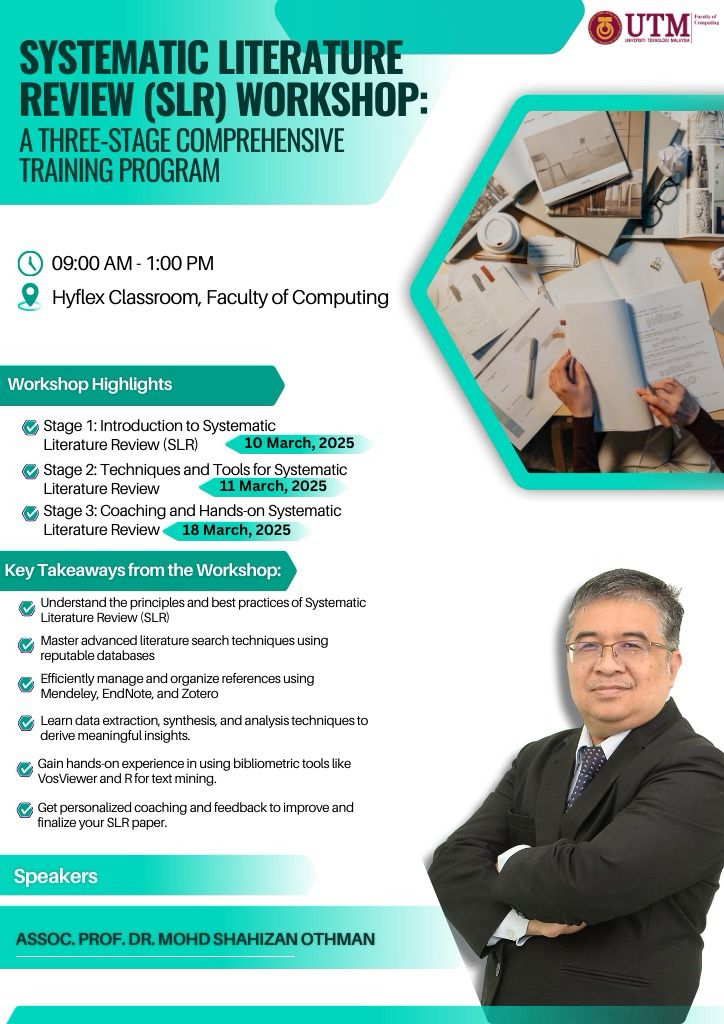 UTM
UNIVERSITI TEKNOLOGI MALAYSIA
Faculty of
Computing
SYSTEMATIC LITERATURE
REVIEW (SLR) WORKSHOP:
A THREE-STAGE COMPREHENSIVE
TRAINING PROGRAM
09:00 AM - 1:00 PM
Hyflex Classroom, Faculty of Computing
Workshop Highlights
Stage 1: Introduction to Systematic
Literature Review (SLR)
10 March, 2025
Stage 2: Techniques and Tools for Systematic
Literature Review
11 March, 2025
Stage 3: Coaching and Hands-on Systematic
Literature Review
18 March, 2025
Key Takeaways from the Workshop:
Understand the principles and best practices of Systematic
Literature Review (SLR)
Master advanced literature search techniques using
reputable databases
Efficiently manage and organize references using
Mendeley, EndNote, and Zotero
Learn data extraction, synthesis, and analysis techniques to
derive meaningful insights.
Gain hands-on experience in using bibliometric tools like
VosViewer and R for text mining.
Get personalized coaching and feedback to improve and
finalize your SLR paper.
Speakers
ASSOC. PROF. DR. MOHD SHAHIZAN OTHMAN